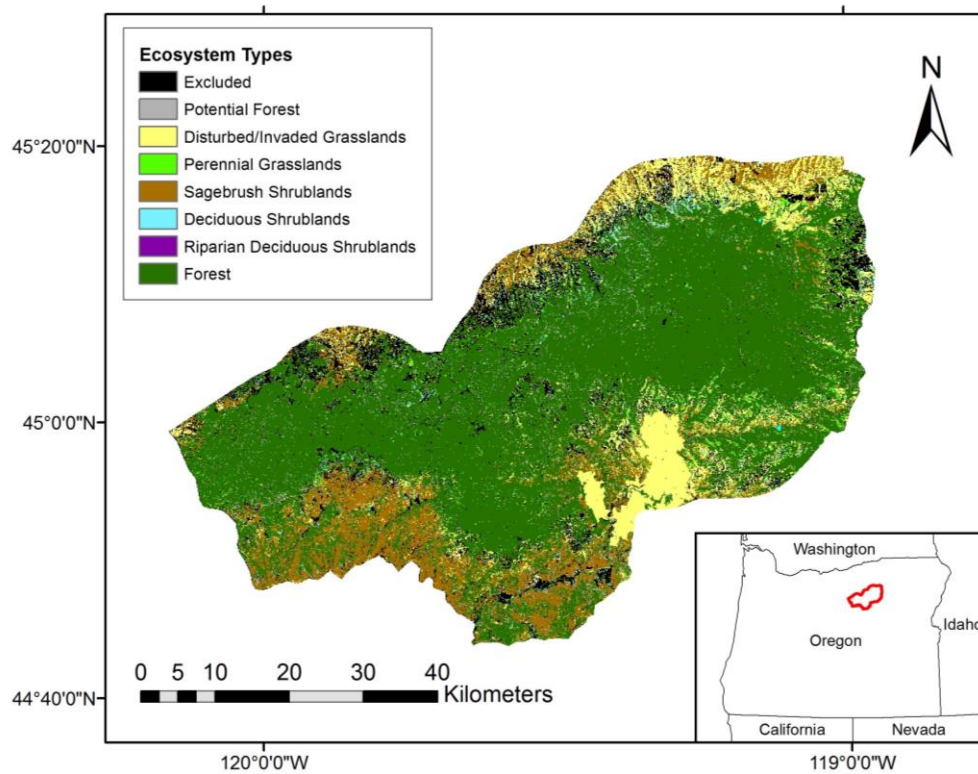 Ecosystem Types
Excluded
Potential Forest
Disturbed/Invaded Grasslands
Perennial Grasslands
Sagebrush Shrublands
Deciduous Shrublands
Riparian Deciduous Shrublands
Forest
N
45°20'0"N
45°0'0"N
44°40'0"N
0 5 10 20 30 40
Kilometers
Washington
Oregon
Idaho
California
Nevada
120°0'0"W
119°0'0"W